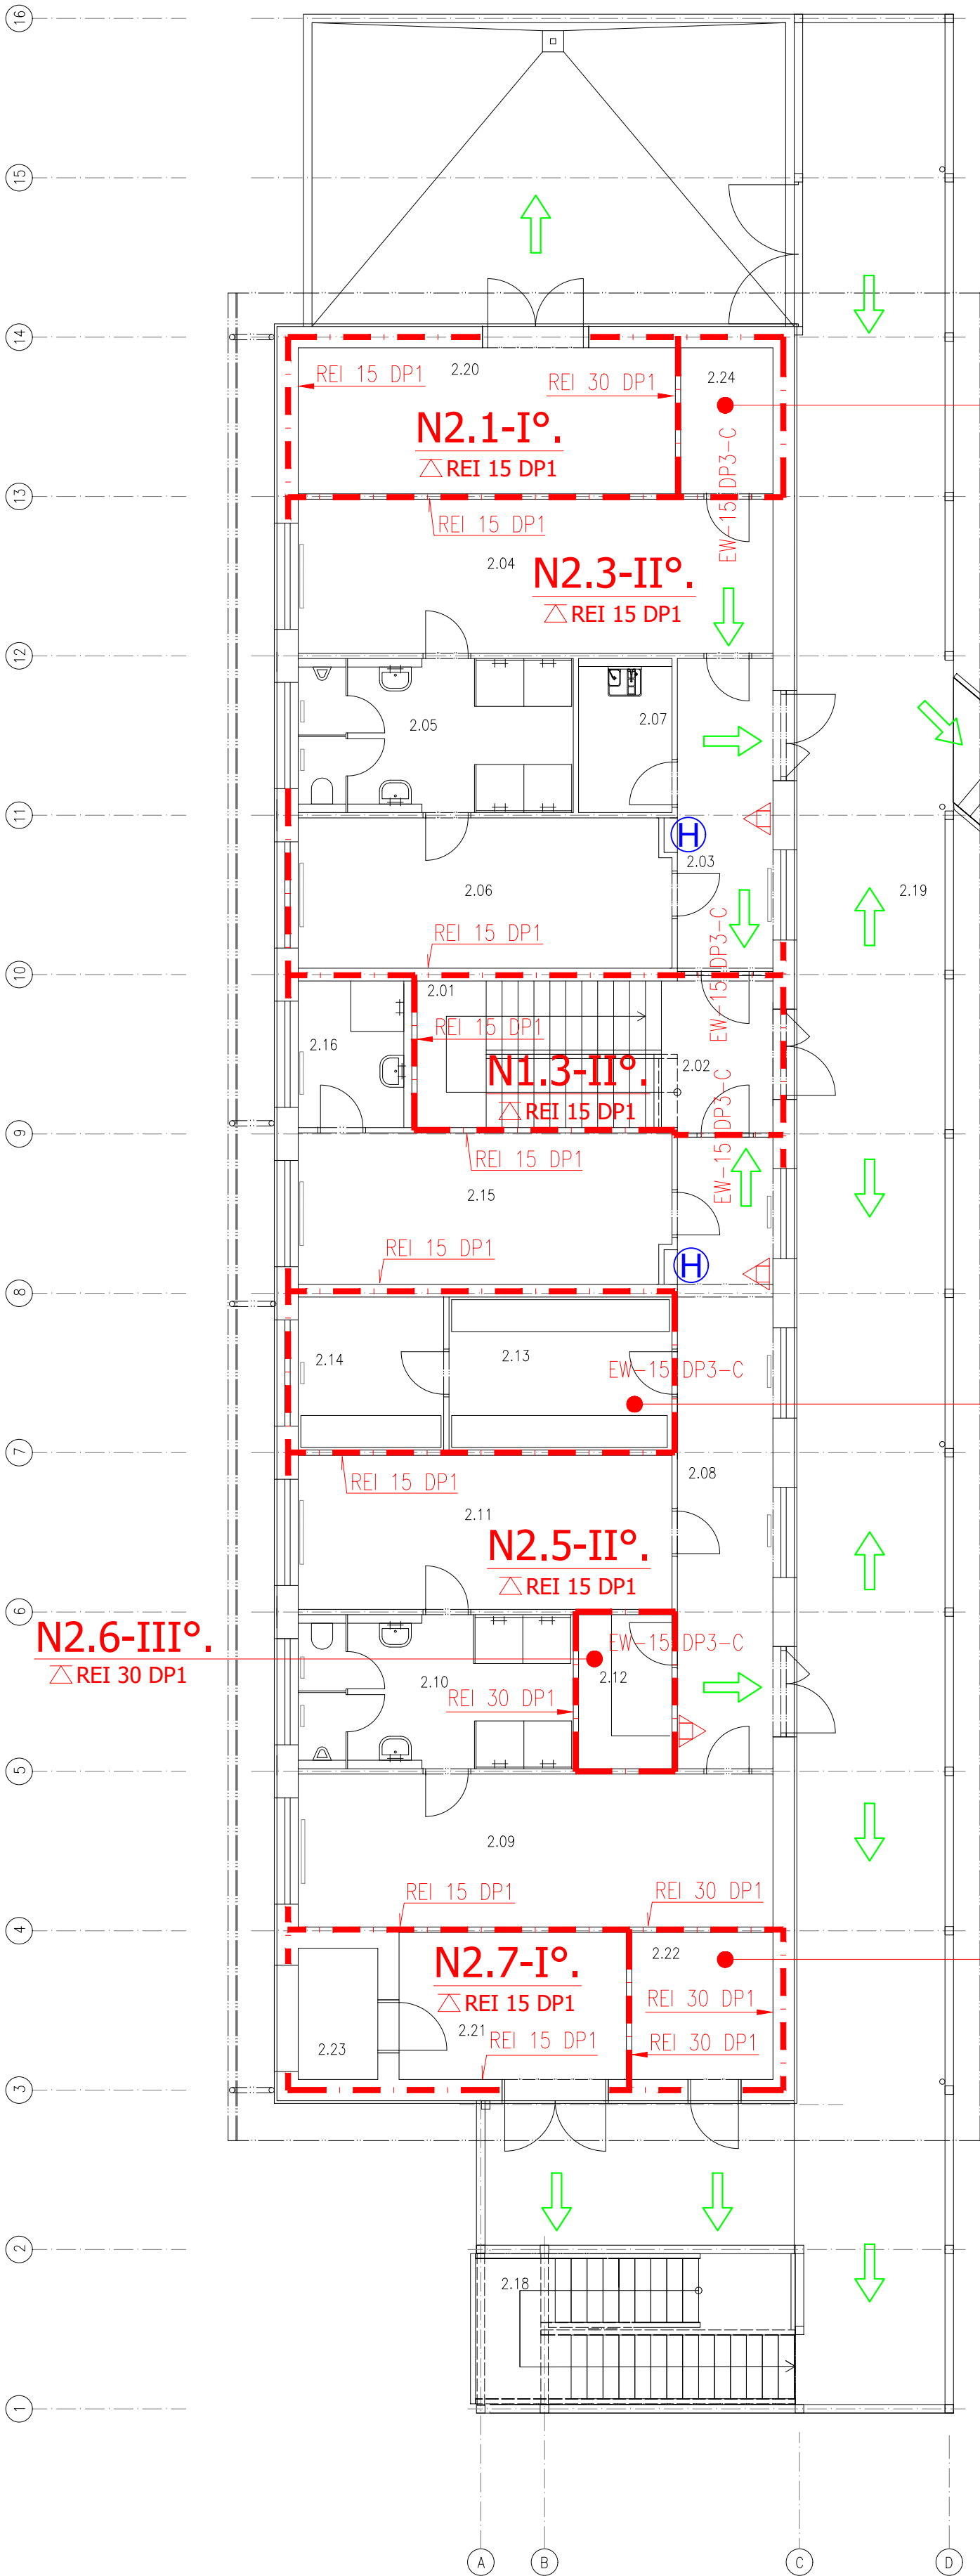 16
15
14
2.20
2.24
REI 15 DP1
REI 30 DP1
N2.1-I°.
REI 15 DP1
EW-15 DP3-C
13
REI 15 DP1
2.04
N2.3-II°.
REI 15 DP1
12
2.05
2.07
11
H
2.03
2.06
2.19
REI 15 DP1
EW-15 DP3-C
10
2.01
REI 15 DP1
2.16
2.02
N1.3-II°.
REI 15 DP1
EW-15 DP3-C
9
REI 15 DP1
2.15
REI 15 DP1
H
8
2.14
2.13
EW-15 DP3-C
7
REI 15 DP1
2.08
2.11
N2.5-II°.
REI 15 DP1
6
N2.6-III°.
REI 30 DP1
EW-15 DP3-C
2.10
2.12
REI 30 DP1
5
2.09
REI 15 DP1
REI 30 DP1
4
2.22
N2.7-I°.
REI 15 DP1
REI 30 DP1
2.21
2.23
REI 15 DP1
REI 30 DP1
3
2
2.18
1
A
B
C
D